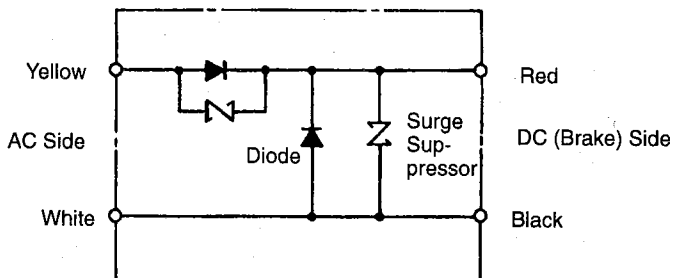 Yellow
Red
AC Side
Diode
Surge
Sup-
pressor
DC (Brake) Side
White
Black